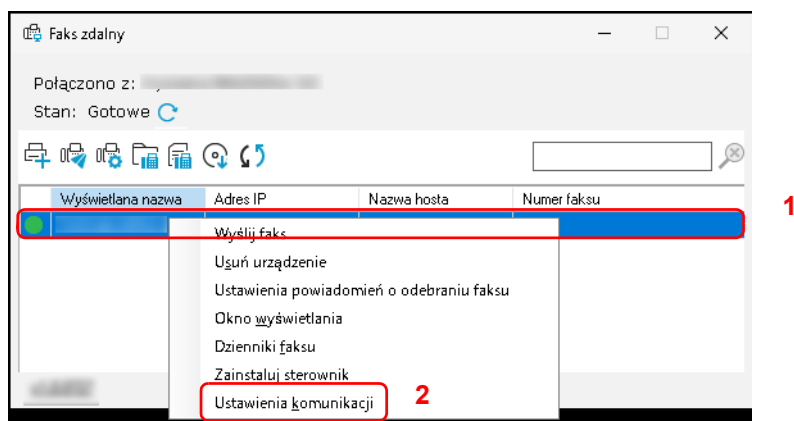 Faks zdalny
Połączono z:
Stan: Gotowe
Wyświetlana nazwa Adres IP Nazwa hosta Numer faksu
1
Wyślij faks
Usuń urządzenie
Ustawienia powiadomień o odebraniu faksu
Okno wyświetlania
Dzienniki faksu
Zainstaluj sterownik
Ustawienia komunikacji 2